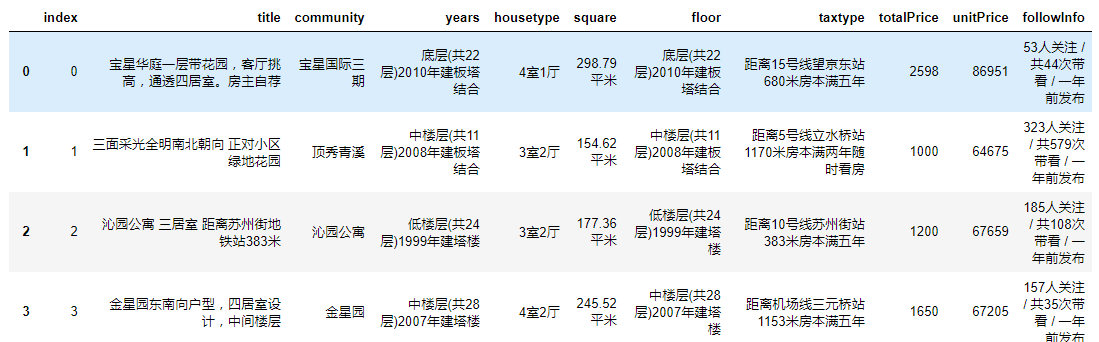 index title community years housetype square floor taxtype totalPrice unitPrice followInfo
0 0 宝星华庭一层带花园，客厅挑高，通透四居室。房主自荐 宝星国际三期 底层(共22层)2010年建板塔结合 4室1厅 298.79平米 底层(共22层)2010年建板塔结合 距离15号线望京东站680米房本满五年 2598 86951 53人关注 / 共44次带看 / 一年前发布
1 1 三面采光全明南北朝向 正对小区绿地花园 顶秀青溪 中楼层(共11层)2008年建板塔结合 3室2厅 154.62平米 中楼层(共11层)2008年建板塔结合 距离5号线立水桥站1170米房本满两年随时看房 1000 64675 323人关注 / 共579次带看 / 一年前发布
2 2 沁园公寓 三居室 距离苏州街地铁站383米 沁园公寓 低楼层(共24层)1999年建塔楼 3室2厅 177.36平米 低楼层(共24层)1999年建塔楼 距离10号线苏州街站383米房本满五年 1200 67659 185人关注 / 共108次带看 / 一年前发布
3 3 金星园东南向户型，四居室设计，中间楼层 金星园 中楼层(共28层)2007年建塔楼 4室2厅 245.52平米 中楼层(共28层)2007年建塔楼 距离机场线三元桥站1153米房本满五年 1650 67205 157人关注 / 共35次带看 / 一年前发布